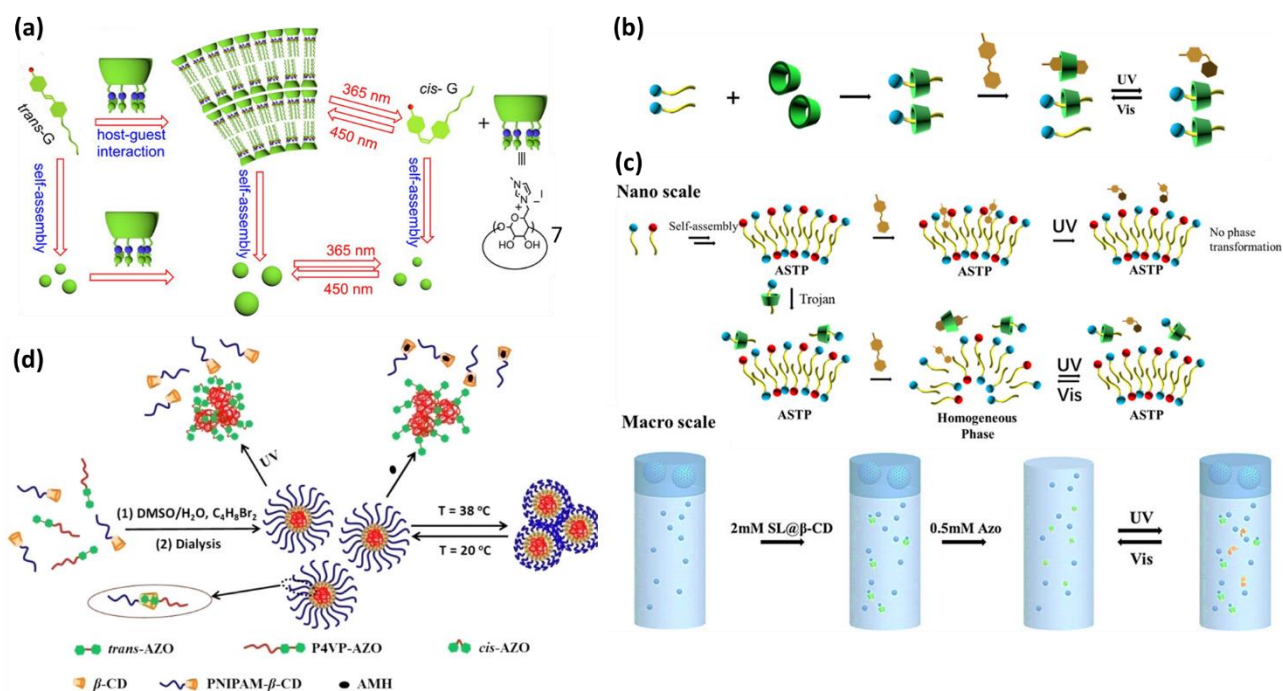 (a)
trans-G
host-guest
interaction
365 nm
450 nm
cis- G
+
self-assembly
self-assembly
self-assembly
365 nm
450 nm
N
N
+
I
O
O
O
HO
OH
7
(b)
+
UV
Vis
(c)
Nano scale
Self-assembly
ASTP
ASTP
UV
ASTP
No phase
transformation
Trojan
ASTP
Homogeneous
Phase
UV
Vis
ASTP
Macro scale
2mM SL@β-CD
0.5mM Azo
UV
Vis
(d)
UV
(1) DMSO/H₂O, C₄H₈Br₂
(2) Dialysis
T = 38 °C
T = 20 °C
trans-AZO
P4VP-AZO
cis-AZO
β-CD
PNIPAM-β-CD
AMH